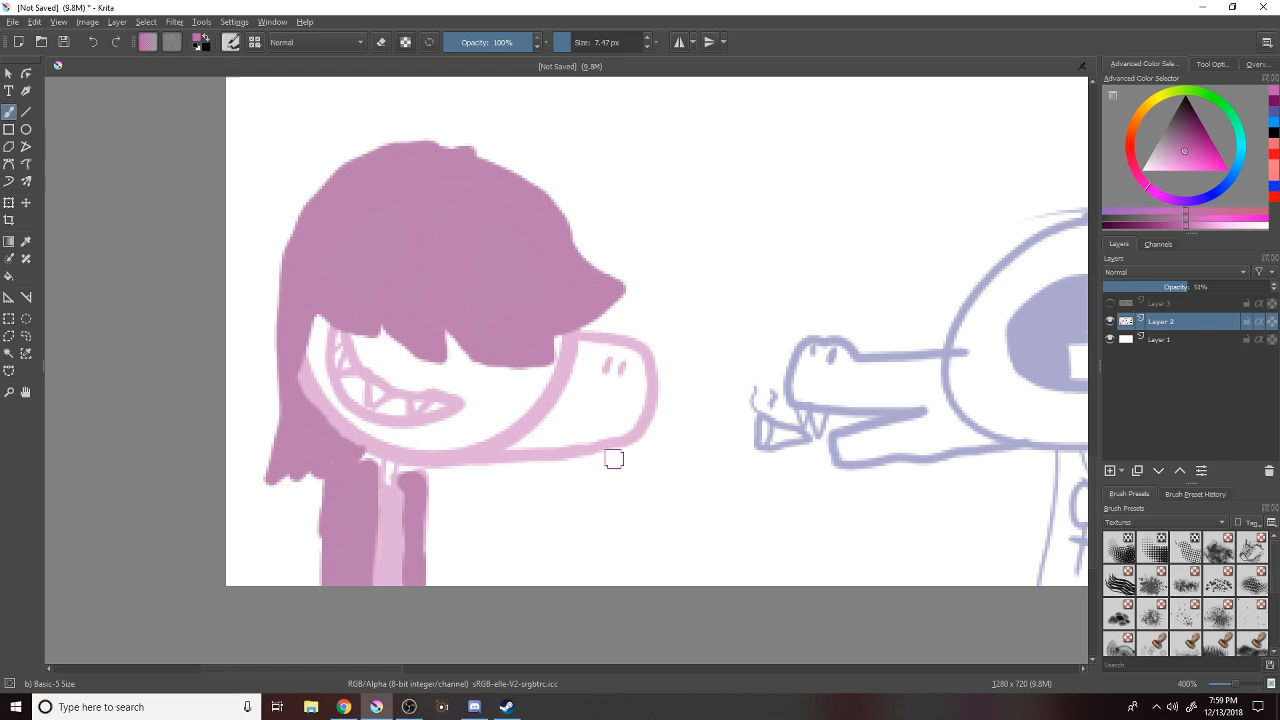 [Not Saved] (9.8M) * - Krita
File Edit View Image Layer Select Filter Tools Settings Window Help
Normal
Opacity: 100%
Size: 7.47 px
[Not Saved] (9.8M)
Advanced Color Sele...
Tool Opti...
Overv...
Advanced Color Selector
Layers
Channels
Layers
Normal
Opacity: 51%
Layer 3
Layer 2
Layer 1
Brush Presets
Brush Preset History
Brush Presets
Textures
Tag
Search
b) Basic-5 Size
RGB/Alpha (8-bit integer/channel) sRGB-elle-V2-srgbtrc.icc
1280 x 720 (9.8M)
400%
Type here to search
7:59 PM
12/13/2018